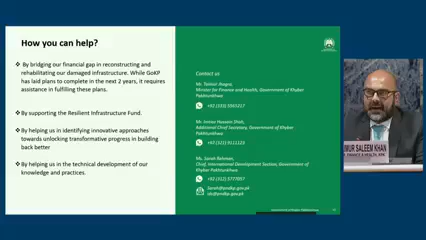 How you can help?
By bridging our financial gap in reconstructing and
rehabilitating our damaged infrastructure. While GoKP
has laid plans to complete in the next 2 years, it requires
assistance in fulfilling these plans.
By supporting the Resilient Infrastructure Fund.
By helping us in identifying innovative approaches
towards unlocking transformative progress in building
back better
By helping us in the technical development of our
knowledge and practices.
Contact us
Mr. Taimur Jhagra,
Minister for Finance and Health, Government of Khyber
Pakhtunkhwa
Additional Chief Secretary, Government of Khyber
Pakhtunkhwa.
Chief, International Development Section, Government of
Khyber Pakhtunkhwa.
MUR SALEEM KHAN